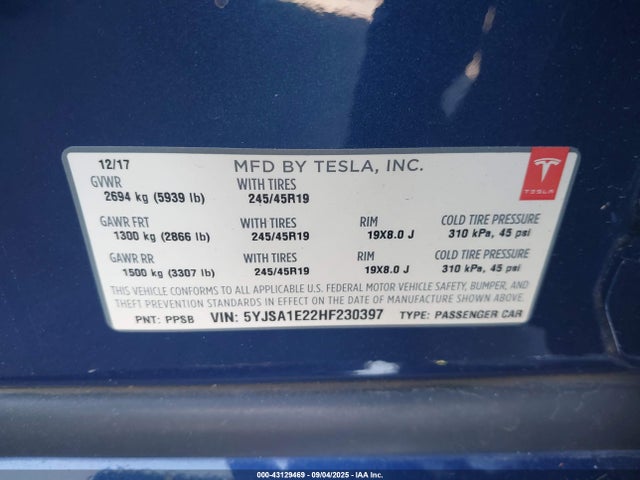 12/17 MFD BY TESLA, INC.
GVWR WITH TIRES
2694 kg (5939 lb) 245/45R19
TESLA
GAWR FRT WITH TIRES RIM COLD TIRE PRESSURE
1300 kg (2866 lb) 245/45R19 19X8.0 J 310 kPa, 45 psi
GAWR RR WITH TIRES RIM COLD TIRE PRESSURE
1500 kg (3307 lb) 245/45R19 19X8.0 J 310 kPa, 45 psi
THIS VEHICLE CONFORMS TO ALL APPLICABLE U.S. FEDERAL MOTOR VEHICLE SAFETY, BUMPER, AND
THEFT PREVENTION STANDARDS IN EFFECT ON THE DATE OF MANUFACTURE SHOWN ABOVE.
PNT: PPSB VIN: 5YJSA1E22HF230397 TYPE: PASSENGER CAR
000-43129469 - 09/04/2025 - IAA Inc.